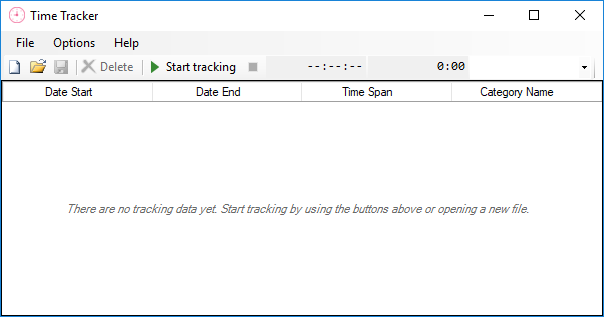 Time Tracker
File Options Help
Delete Start tracking --:--:-- 0:00
Date Start Date End Time Span Category Name
There are no tracking data yet. Start tracking by using the buttons above or opening a new file.